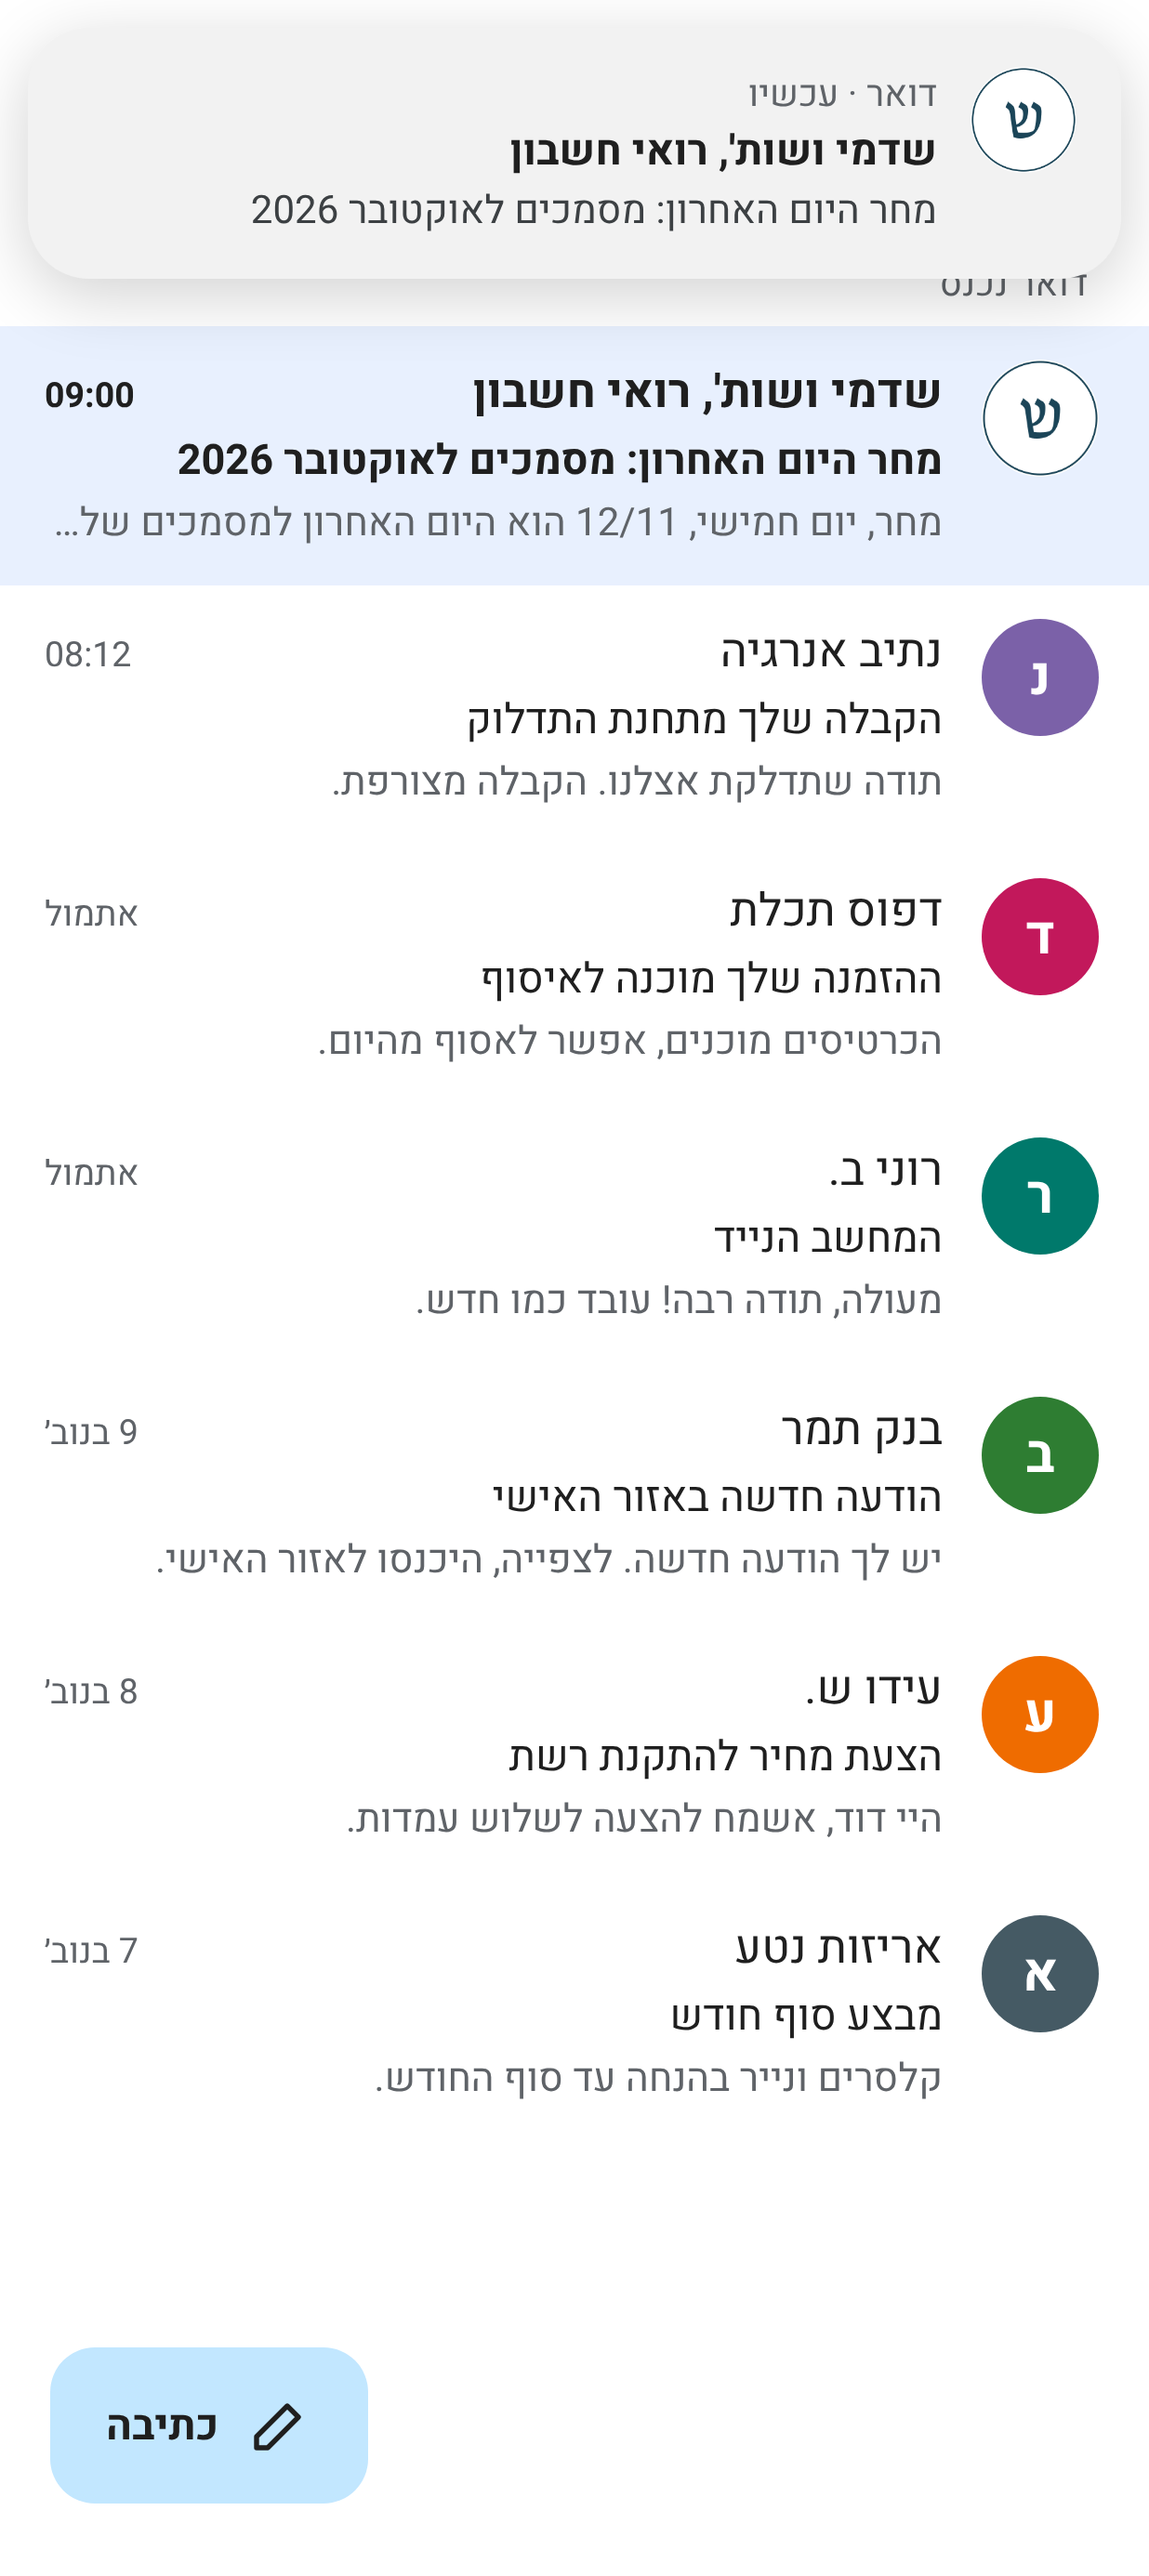 ש
דואר · עכשיו
שדמי ושות', רואי חשבון
מחר היום האחרון: מסמכים לאוקטובר 2026
דואר נכנס
ש
שדמי ושות', רואי חשבון
09:00
מחר היום האחרון: מסמכים לאוקטובר 2026
מחר, יום חמישי, 12/11 הוא היום האחרון למסמכים של...
נ
נתיב אנרגיה
08:12
הקבלה שלך מתחנת התדלוק
תודה שתדלקת אצלנו. הקבלה מצורפת.
ד
דפוס תכלת
אתמול
ההזמנה שלך מוכנה לאיסוף
הכרטיסים מוכנים, אפשר לאסוף מהיום.
ר
רוני ב.
אתמול
המחשב הנייד
מעולה, תודה רבה! עובד כמו חדש.
ב
בנק תמר
9 בנוב׳
הודעה חדשה באזור האישי
יש לך הודעה חדשה. לצפייה, היכנסו לאזור האישי.
ע
עידו ש.
8 בנוב׳
הצעת מחיר להתקנת רשת
היי דוד, אשמח להצעה לשלוש עמדות.
א
אריזות נטע
7 בנוב׳
מבצע סוף חודש
קלסרים ונייר בהנחה עד סוף החודש.
כתיבה